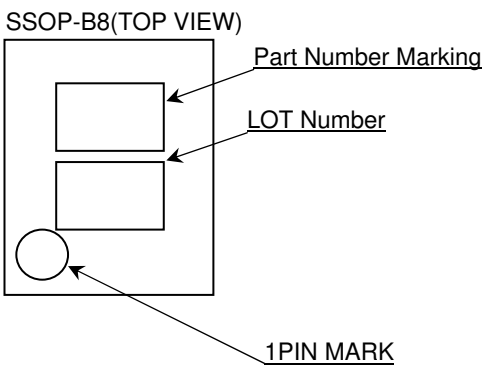 SSOP-B8(TOP VIEW)
Part Number Marking
LOT Number
1PIN MARK